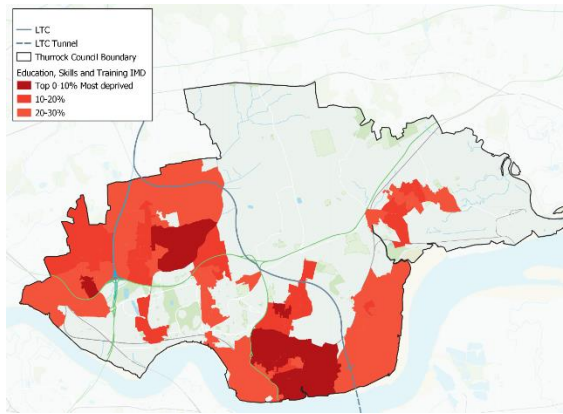 LTC
LTC Tunnel
Thurrock Council Boundary
Education, Skills and Training IMD
Top 0-10% Most deprived
10-20%
20-30%